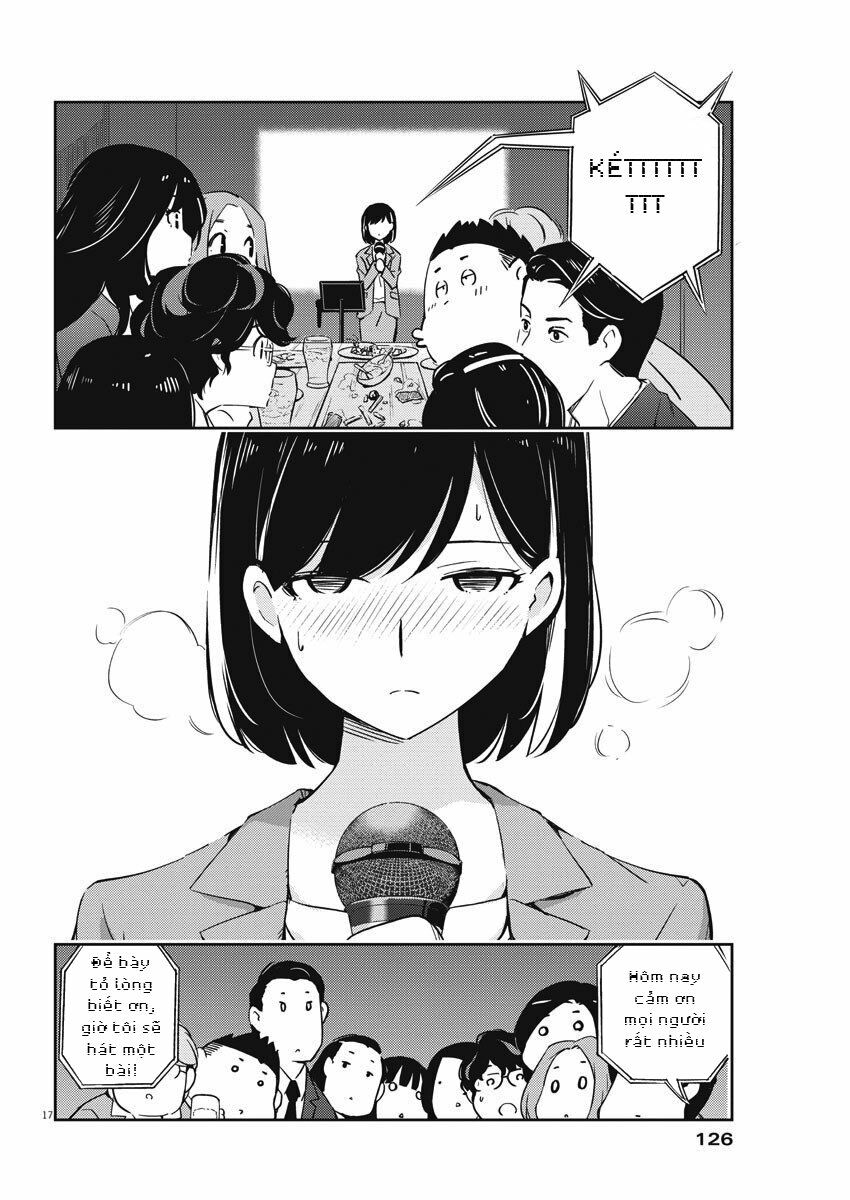 KÉTTTTTT
TTT
Hôm nay
cảm ơn
mọi người
rất nhiều
Để bày
tỏ lòng
biết ơn,
giờ tôi sẽ
hát một
bài!
17
126